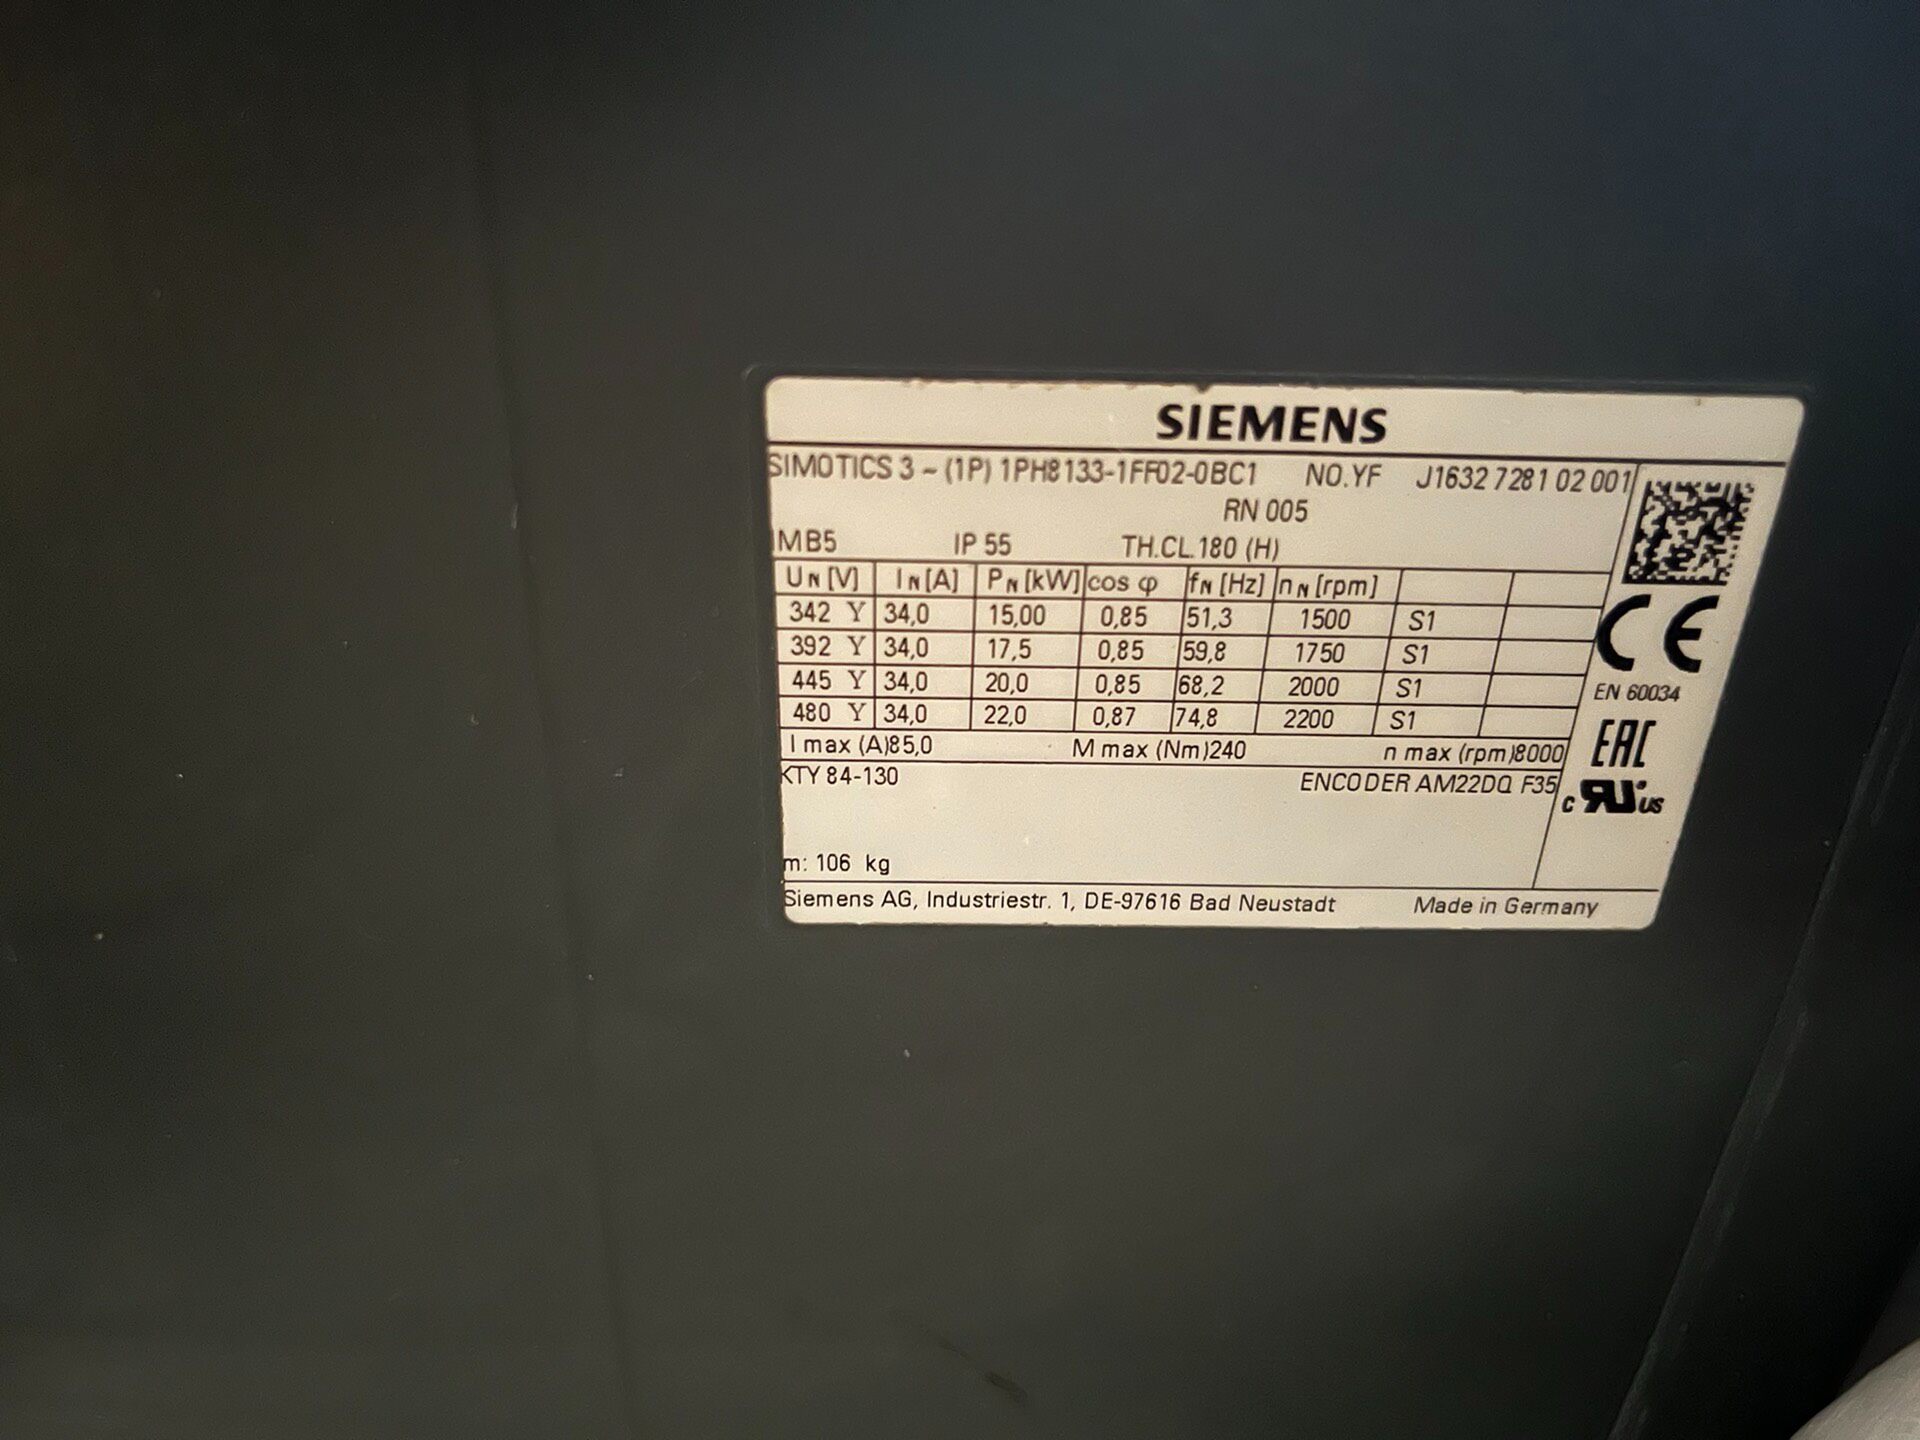 SIEMENS
SIMOTICS 3 ~ (1P) 1PH8133-1FF02-0BC1 NO.YF J1632 7281 02 001
RN 005
IMB5 IP 55 TH.CL.180 (H)
UN [V] IN [A] PN [kW] cos φ fN [Hz] nN [rpm]
342 Y 34,0 15,00 0,85 51,3 1500 S1
392 Y 34,0 17,5 0,85 59,8 1750 S1
445 Y 34,0 20,0 0,85 68,2 2000 S1
480 Y 34,0 22,0 0,87 74,8 2200 S1
I max (A)85,0 M max (Nm)240 n max (rpm)8000
KTY 84-130 ENCODER AM22DQ F35
m: 106 kg
Siemens AG, Industriestr. 1, DE-97616 Bad Neustadt Made in Germany
CE
EN 60034
EAC
c RU us